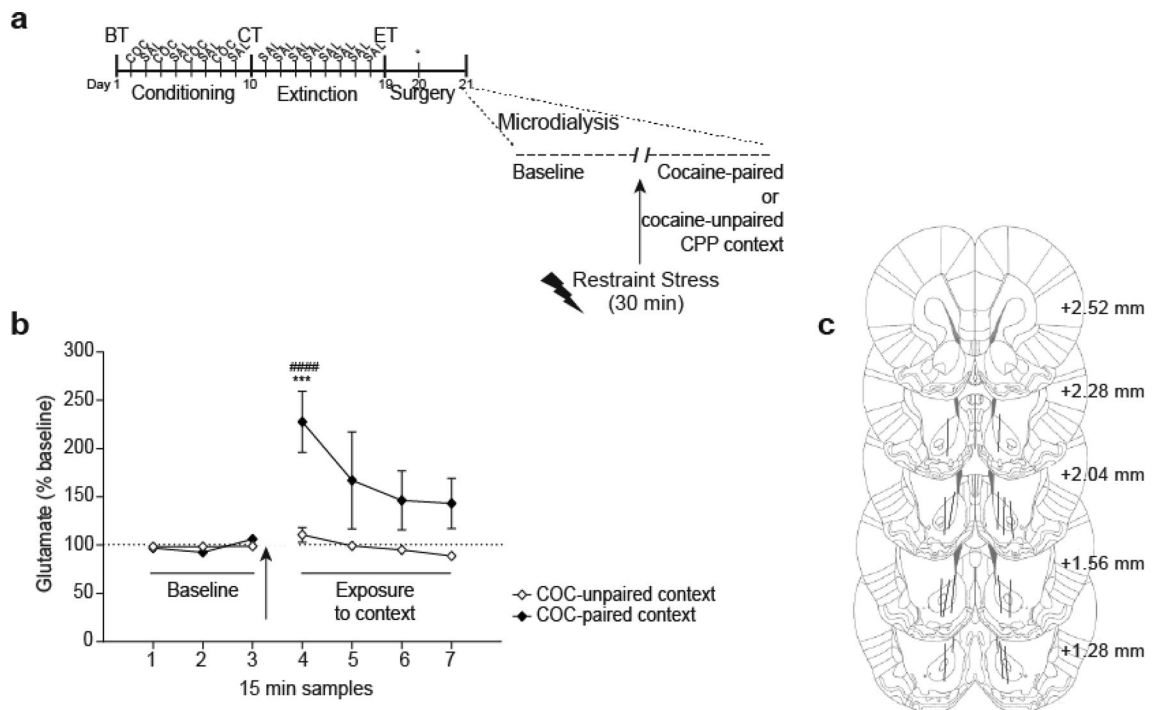 a
BT CT ET
COC SAL COC SAL COC SAL COC SAL SAL SAL SAL SAL SAL SAL SAL SAL
*
Day 1 10 19 20 21
Conditioning Extinction Surgery
Microdialysis
Baseline Cocaine-paired
or
cocaine-unpaired
CPP context
Restraint Stress
(30 min)
b
300
250
200
150
100
50
0
Glutamate (% baseline)
####
***
Baseline Exposure
to context
1 2 3 4 5 6 7
15 min samples
COC-unpaired context
COC-paired context
c
+2.52 mm
+2.28 mm
+2.04 mm
+1.56 mm
+1.28 mm